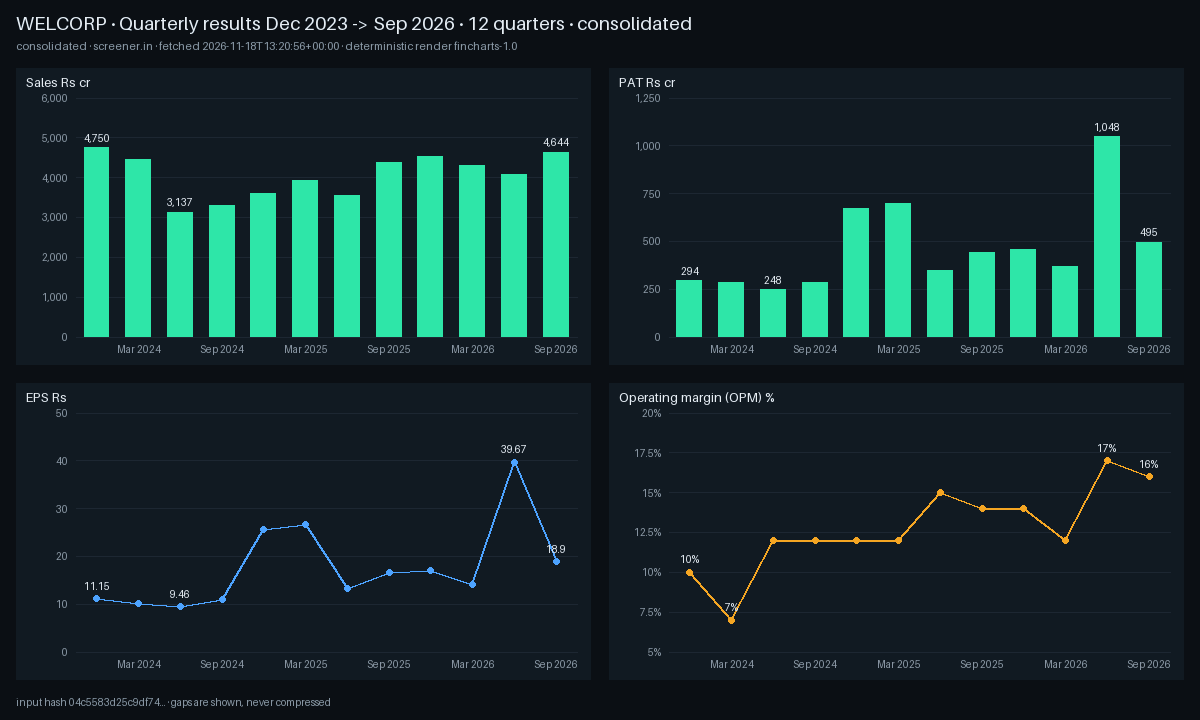 WELCORP · Quarterly results Dec 2023 -> Sep 2026 · 12 quarters · consolidated
consolidated · screener.in · fetched 2026-11-18T13:20:56+00:00 · deterministic render fincharts-1.0
Sales Rs cr
6,000
5,000
4,000
3,000
2,000
1,000
0
4,750
3,137
4,644
Mar 2024
Sep 2024
Mar 2025
Sep 2025
Mar 2026
Sep 2026
PAT Rs cr
1,250
1,000
750
500
250
0
294
248
1,048
495
Mar 2024
Sep 2024
Mar 2025
Sep 2025
Mar 2026
Sep 2026
EPS Rs
50
40
30
20
10
0
11.15
9.46
39.67
18.9
Mar 2024
Sep 2024
Mar 2025
Sep 2025
Mar 2026
Sep 2026
Operating margin (OPM) %
20%
17.5%
15%
12.5%
10%
7.5%
5%
10%
7%
17%
16%
Mar 2024
Sep 2024
Mar 2025
Sep 2025
Mar 2026
Sep 2026
input hash 04c5583d25c9df74… · gaps are shown, never compressed